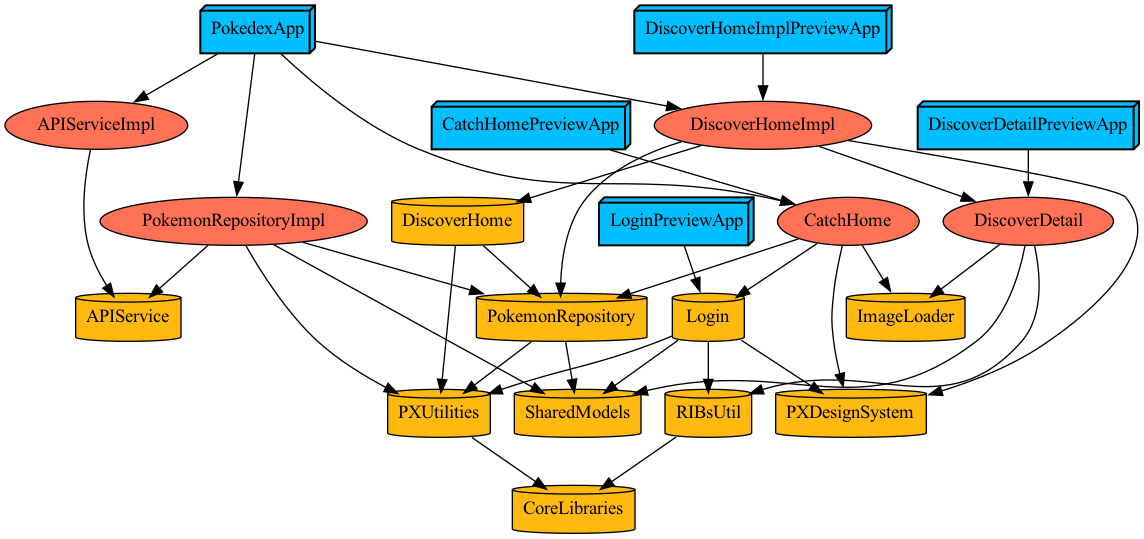 PokedexApp
DiscoverHomeImplPreviewApp
APIServiceImpl
CatchHomePreviewApp
DiscoverHomeImpl
DiscoverDetailPreviewApp
PokemonRepositoryImpl
DiscoverHome
LoginPreviewApp
CatchHome
DiscoverDetail
APIService
PokemonRepository
Login
ImageLoader
PXUtilities
SharedModels
RIBsUtil
PXDesignSystem
CoreLibraries